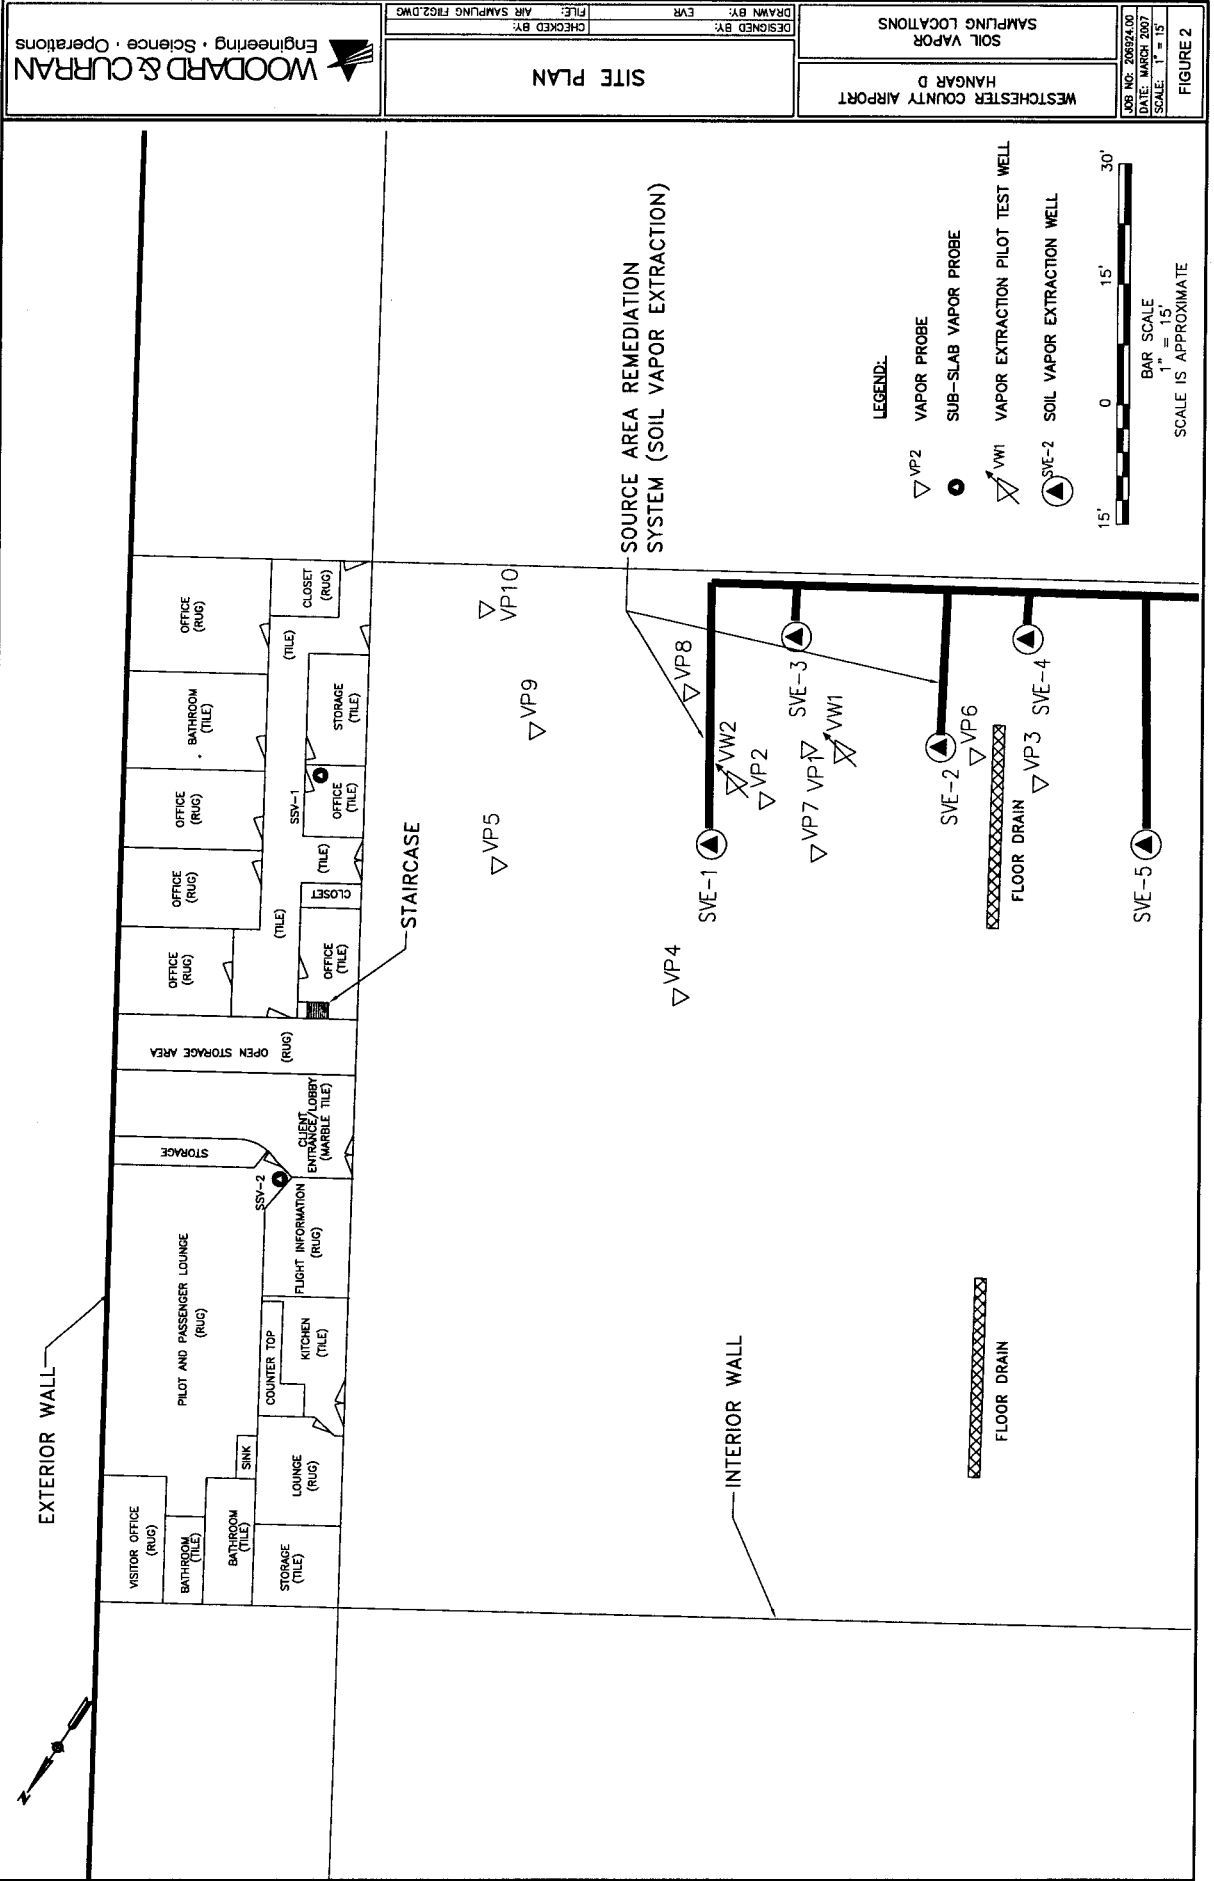 WOODARD & CURRAN
Engineering · Science · Operations
SITE PLAN
DESIGNED BY:
CHECKED BY:
DRAWN BY: EVR
FILE: AIR SAMPLING FIG2.DWG
WESTCHESTER COUNTY AIRPORT
HANGAR D
SOIL VAPOR
SAMPLING LOCATIONS
JOB NO: 206924.00
DATE: MARCH 2007
SCALE: 1" = 15'
FIGURE 2
N
EXTERIOR WALL
VISITOR OFFICE
(RUG)
BATHROOM
(TILE)
BATHROOM
(TILE)
SINK
STORAGE
(TILE)
LOUNGE
(RUG)
PILOT AND PASSENGER LOUNGE
(RUG)
COUNTER TOP
KITCHEN
(TILE)
FLIGHT INFORMATION
(RUG)
SSV-2
STORAGE
CLIENT
ENTRANCE/LOBBY
(MARBLE TILE)
OPEN STORAGE AREA
(RUG)
OFFICE
(RUG)
OFFICE
(RUG)
OFFICE
(RUG)
BATHROOM
(TILE)
OFFICE
(RUG)
(TILE)
OFFICE
(TILE)
CLOSET
(TILE)
SSV-1
OFFICE
(TILE)
STORAGE
(TILE)
(TILE)
CLOSET
(RUG)
STAIRCASE
INTERIOR WALL
VP5
VP9
VP10
VP4
VP8
SVE-1
VW2
VP2
SVE-3
VP7
VP1
VW1
SVE-2
VP6
FLOOR DRAIN
VP3
SVE-4
SVE-5
FLOOR DRAIN
SOURCE AREA REMEDIATION
SYSTEM (SOIL VAPOR EXTRACTION)
LEGEND:
VP2 VAPOR PROBE
SUB-SLAB VAPOR PROBE
VW1 VAPOR EXTRACTION PILOT TEST WELL
SVE-2 SOIL VAPOR EXTRACTION WELL
15' 0 15' 30'
BAR SCALE
1" = 15'
SCALE IS APPROXIMATE